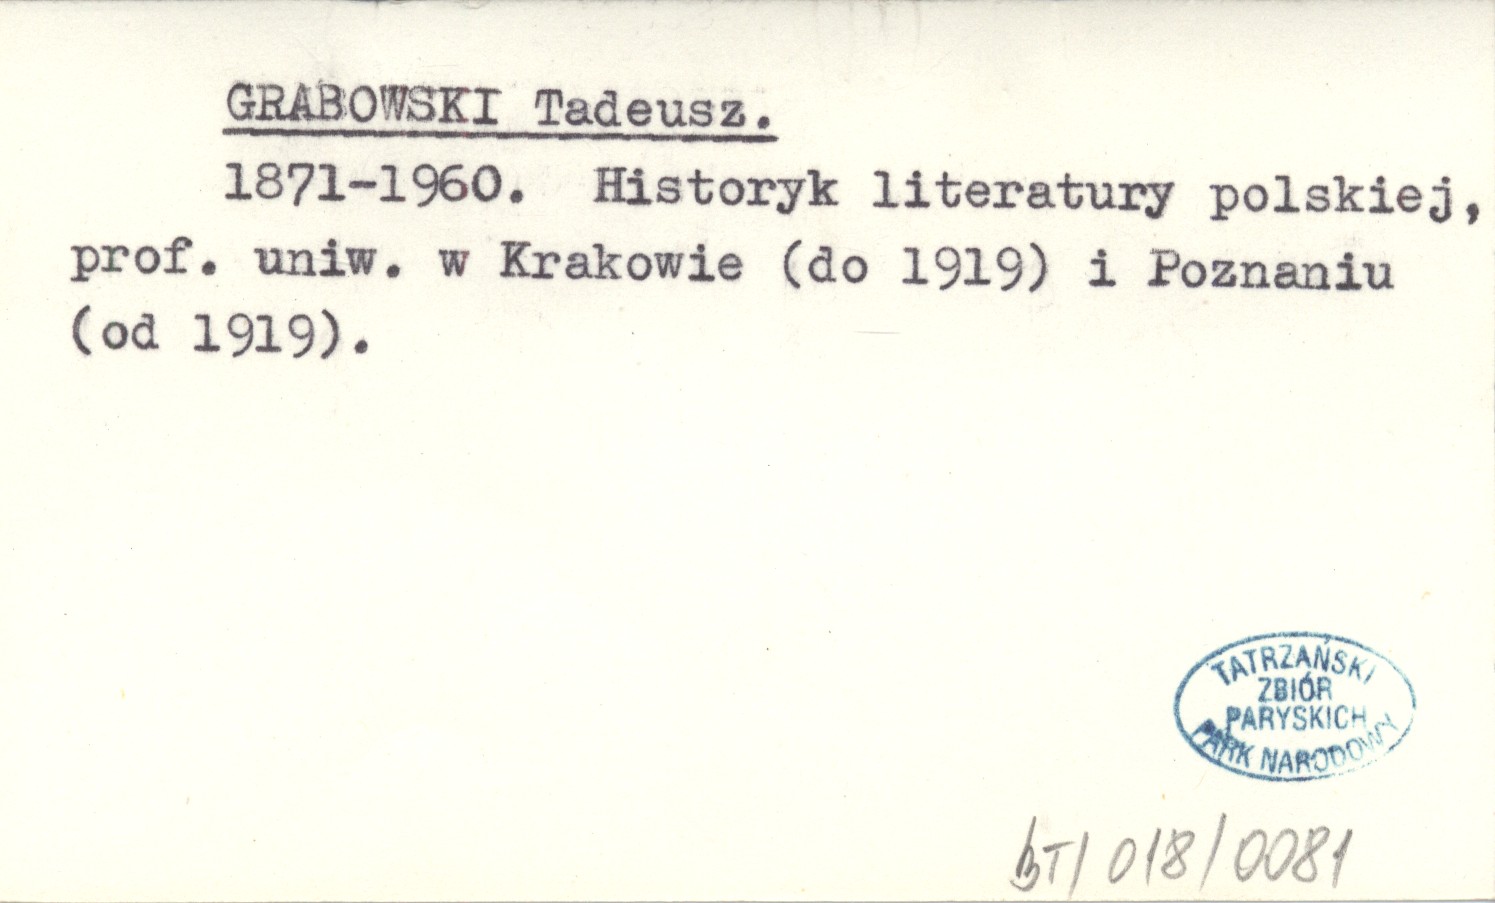 GRABOWSKI Tadeusz.
1871-1960. Historyk literatury polskiej,
prof. uniw. w Krakowie (do 1919) i Poznaniu
(od 1919).
TATRZAŃSKI
ZBIÓR
PARYSKICH
PARK NARODOWY
BT/018/0081